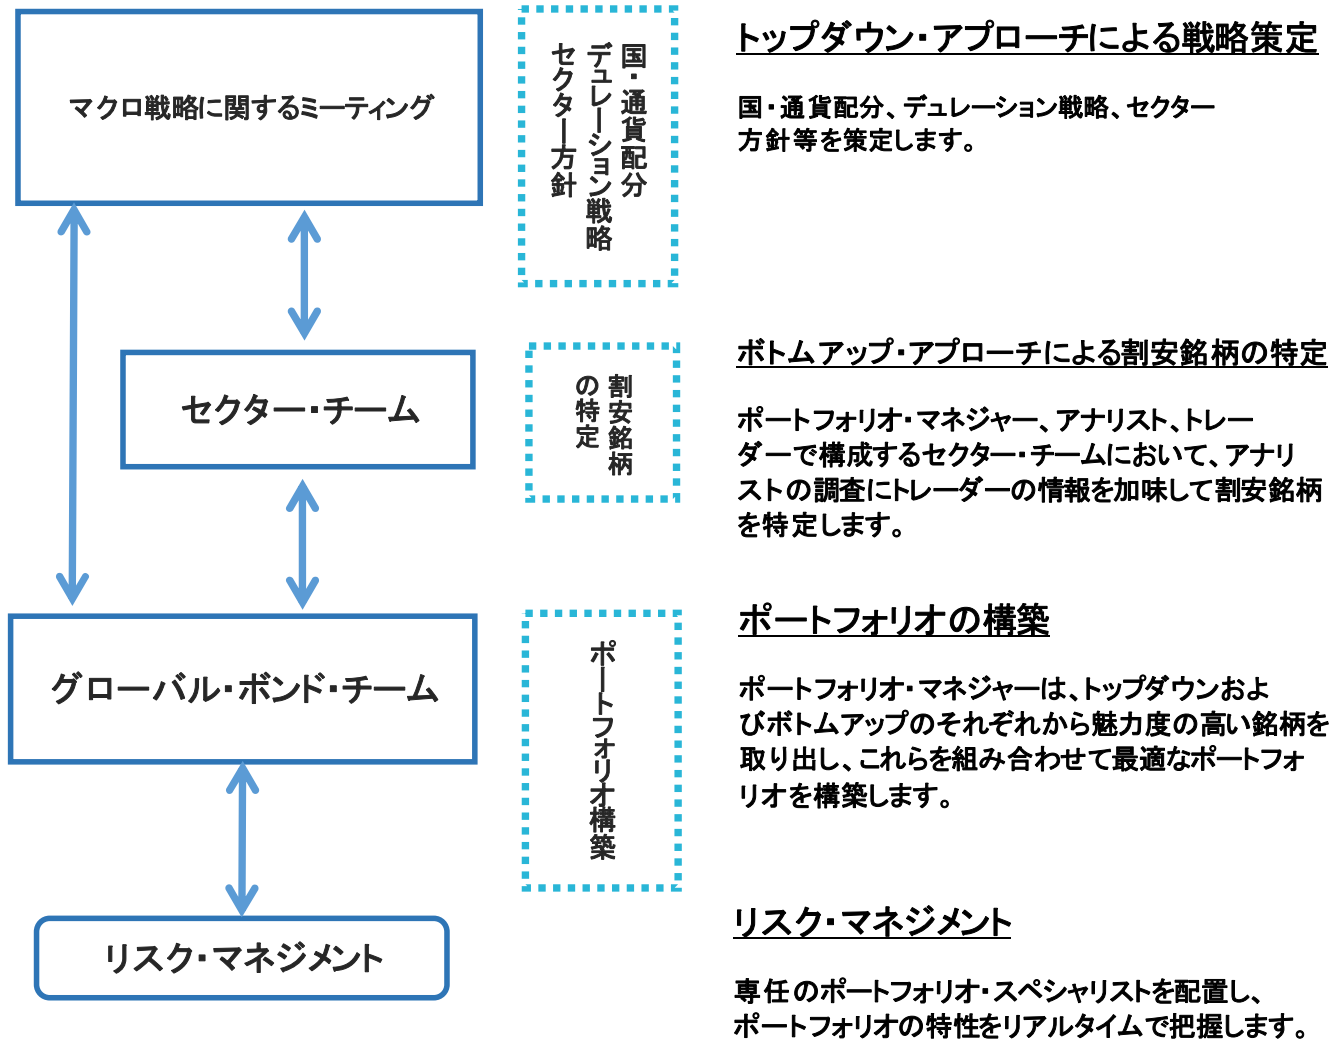 マクロ戦略に関するミーティング
国・通貨配分
デュレーション戦略
セクター方針
トップダウン・アプローチによる戦略策定
国・通貨配分、デュレーション戦略、セクター
方針等を策定します。
セクター・チーム
割安銘柄
の特定
ボトムアップ・アプローチによる割安銘柄の特定
ポートフォリオ・マネジャー、アナリスト、トレー
ダーで構成するセクター・チームにおいて、アナリ
ストの調査にトレーダーの情報を加味して割安銘柄
を特定します。
グローバル・ボンド・チーム
ポートフォリオ構築
ポートフォリオの構築
ポートフォリオ・マネジャーは、トップダウンおよ
びボトムアップのそれぞれから魅力度の高い銘柄を
取り出し、これらを組み合わせて最適なポートフォ
リオを構築します。
リスク・マネジメント
リスク・マネジメント
専任のポートフォリオ・スペシャリストを配置し、
ポートフォリオの特性をリアルタイムで把握します。